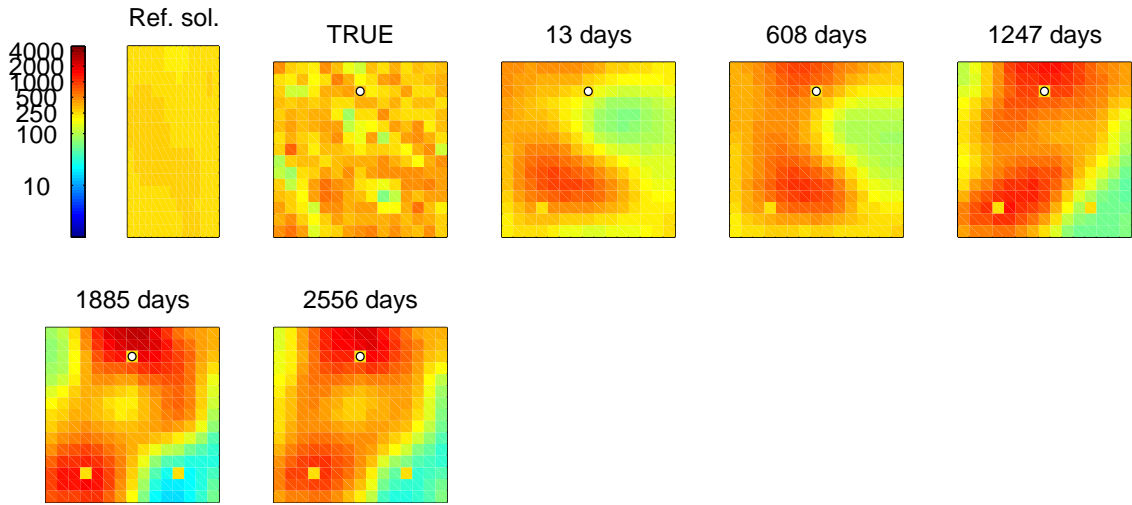 Ref. sol.
TRUE
13 days
608 days
1247 days
4000
2000
1000
500
250
100
10
1885 days
2556 days